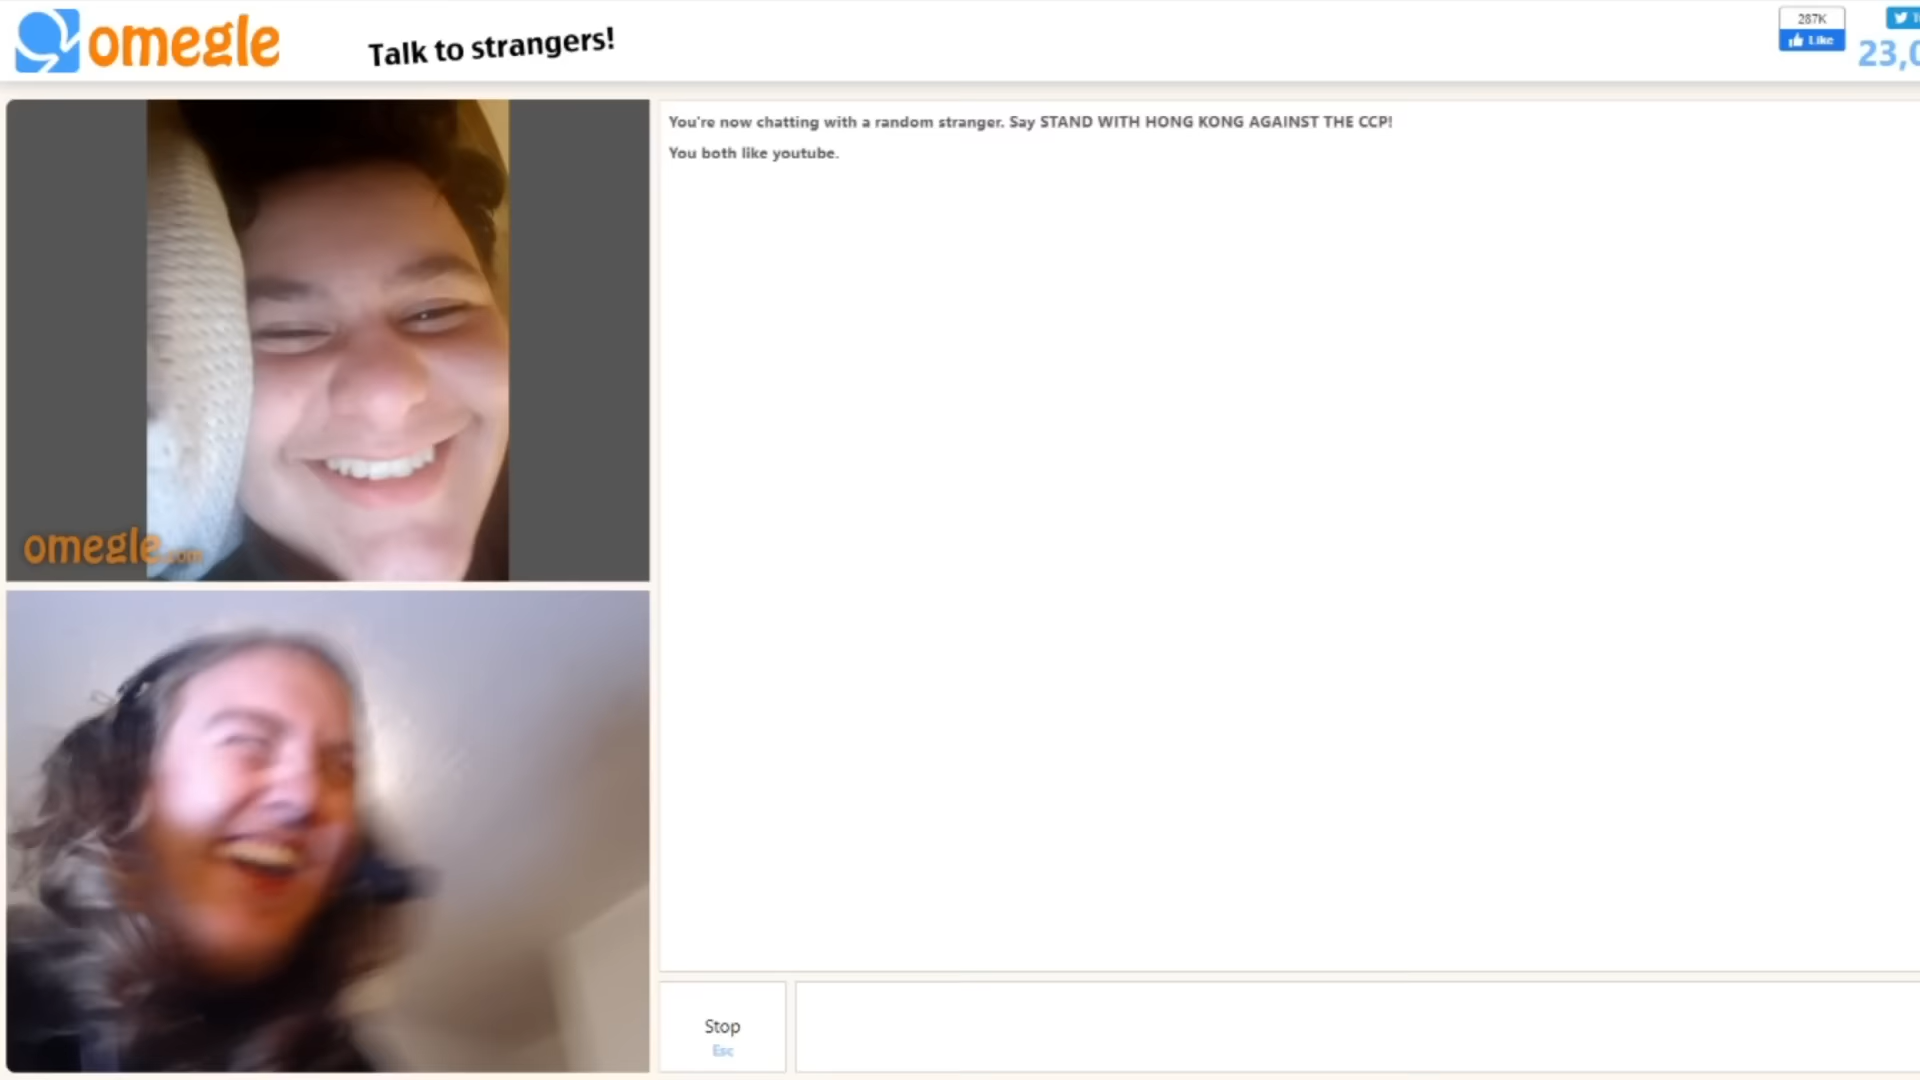 omegle
Talk to strangers!
287K
Like
23,0
You're now chatting with a random stranger. Say STAND WITH HONG KONG AGAINST THE CCP!
You both like youtube.
omegle.com
Stop
Esc